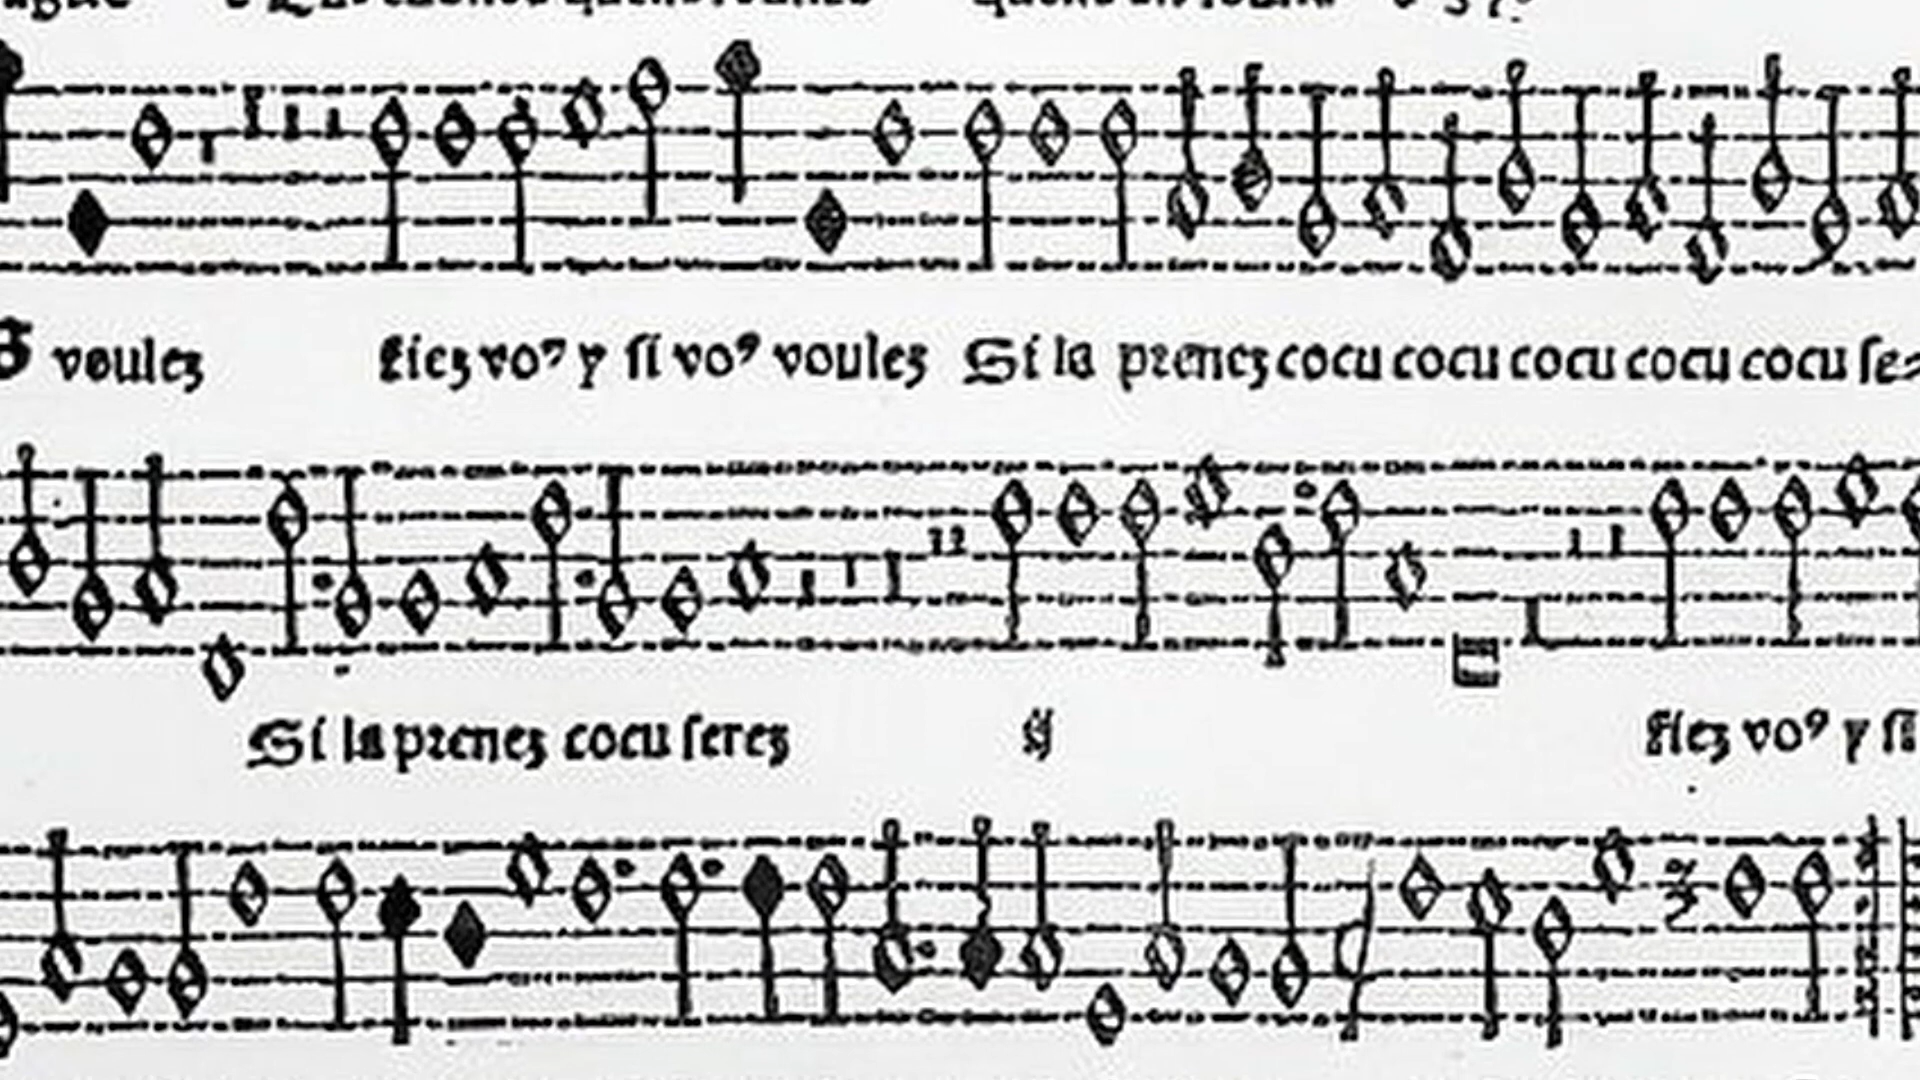 voulez fiez vo⁹ y si vo⁹ voulez Si la prenez cocu cocu cocu cocu cocu se⸗
Si la prenez cocu serez ij fiez vo⁹ y si